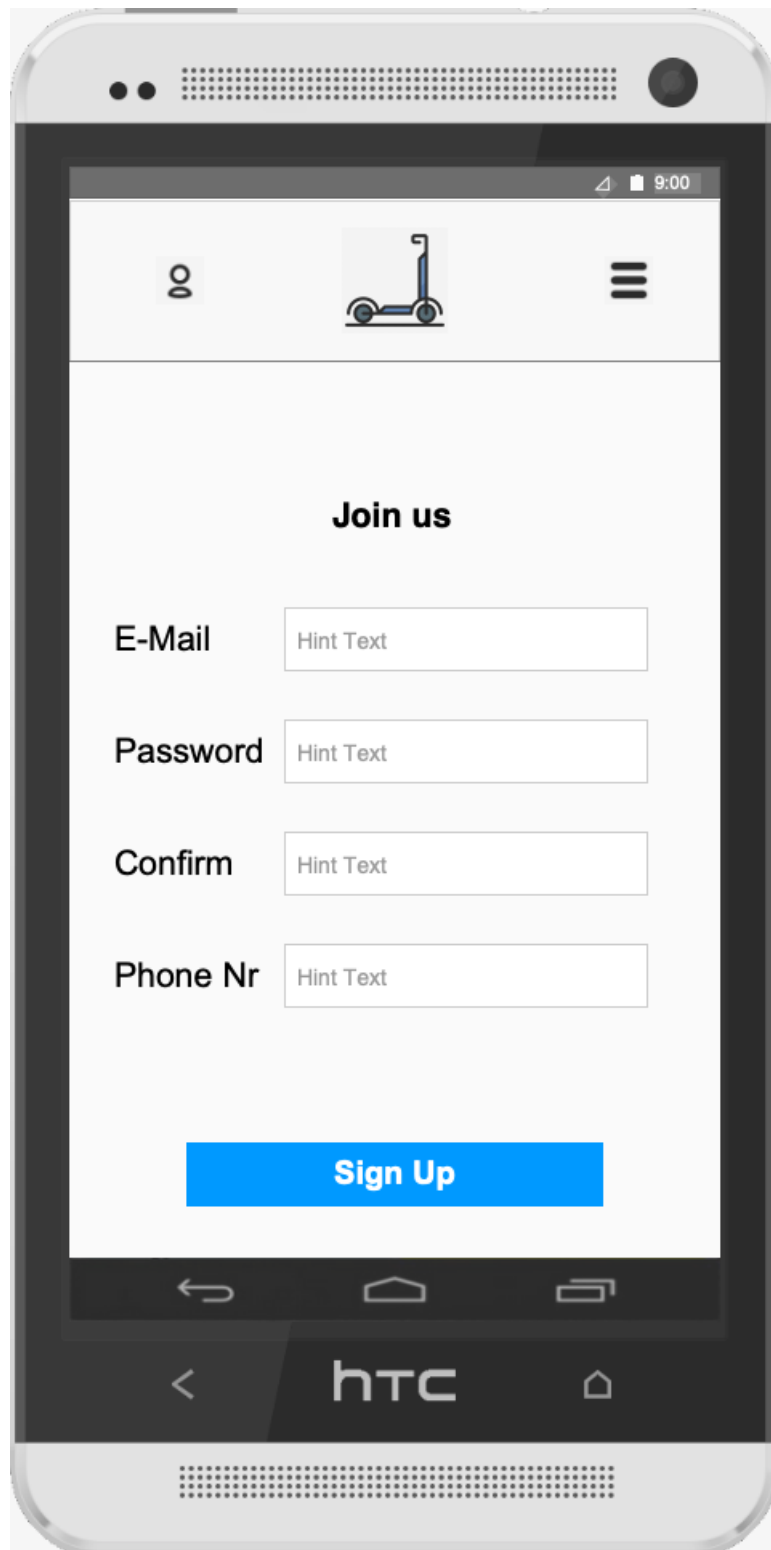 9:00
Join us
E-Mail Hint Text
Password Hint Text
Confirm Hint Text
Phone Nr Hint Text
Sign Up
hTC